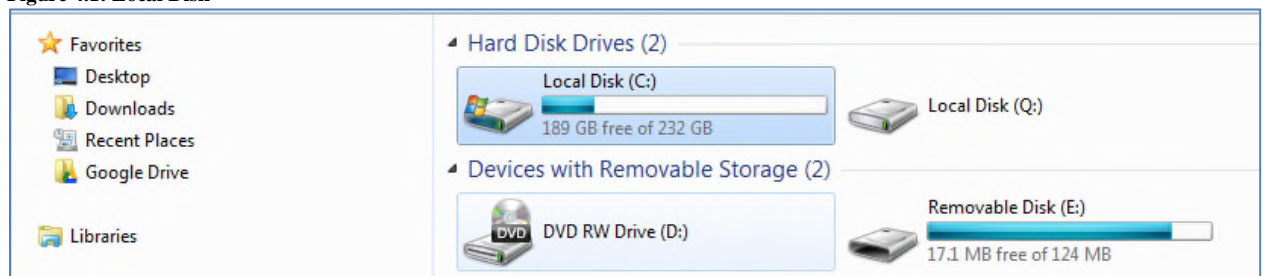 Favorites
Desktop
Downloads
Recent Places
Google Drive
Libraries
Hard Disk Drives (2)
Local Disk (C:)
189 GB free of 232 GB
Local Disk (Q:)
Devices with Removable Storage (2)
DVD
DVD RW Drive (D:)
Removable Disk (E:)
17.1 MB free of 124 MB